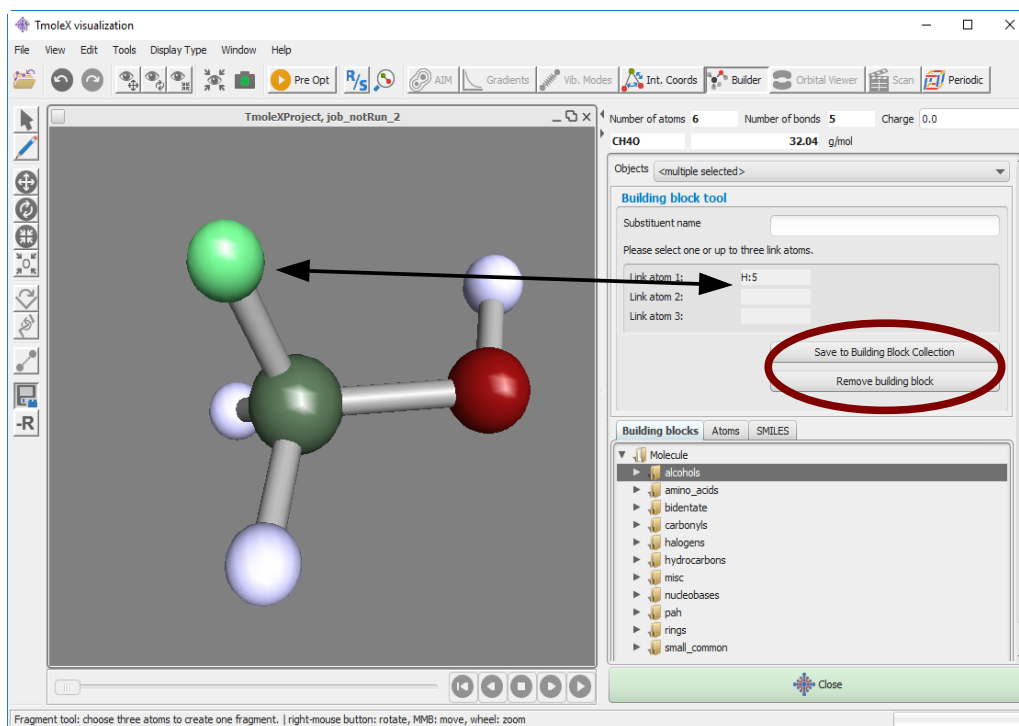 TmoleX visualization
File View Edit Tools Display Type Window Help
Pre Opt R/S AIM Gradients Vib. Modes Int. Coords Builder Orbital Viewer Scan Periodic
TmoleXProject, job_notRun_2
Number of atoms 6 Number of bonds 5 Charge 0.0
CH4O 32.04 g/mol
Objects <multiple selected>
Building block tool
Substituent name
Please select one or up to three link atoms.
Link atom 1: H:5
Link atom 2:
Link atom 3:
Save to Building Block Collection
Remove building block
-R
Building blocks Atoms SMILES
Molecule
alcohols
amino_acids
bidentate
carbonyls
halogens
hydrocarbons
misc
nucleobases
pah
rings
small_common
Close
Fragment tool: choose three atoms to create one fragment. | right-mouse button: rotate, MMB: move, wheel: zoom